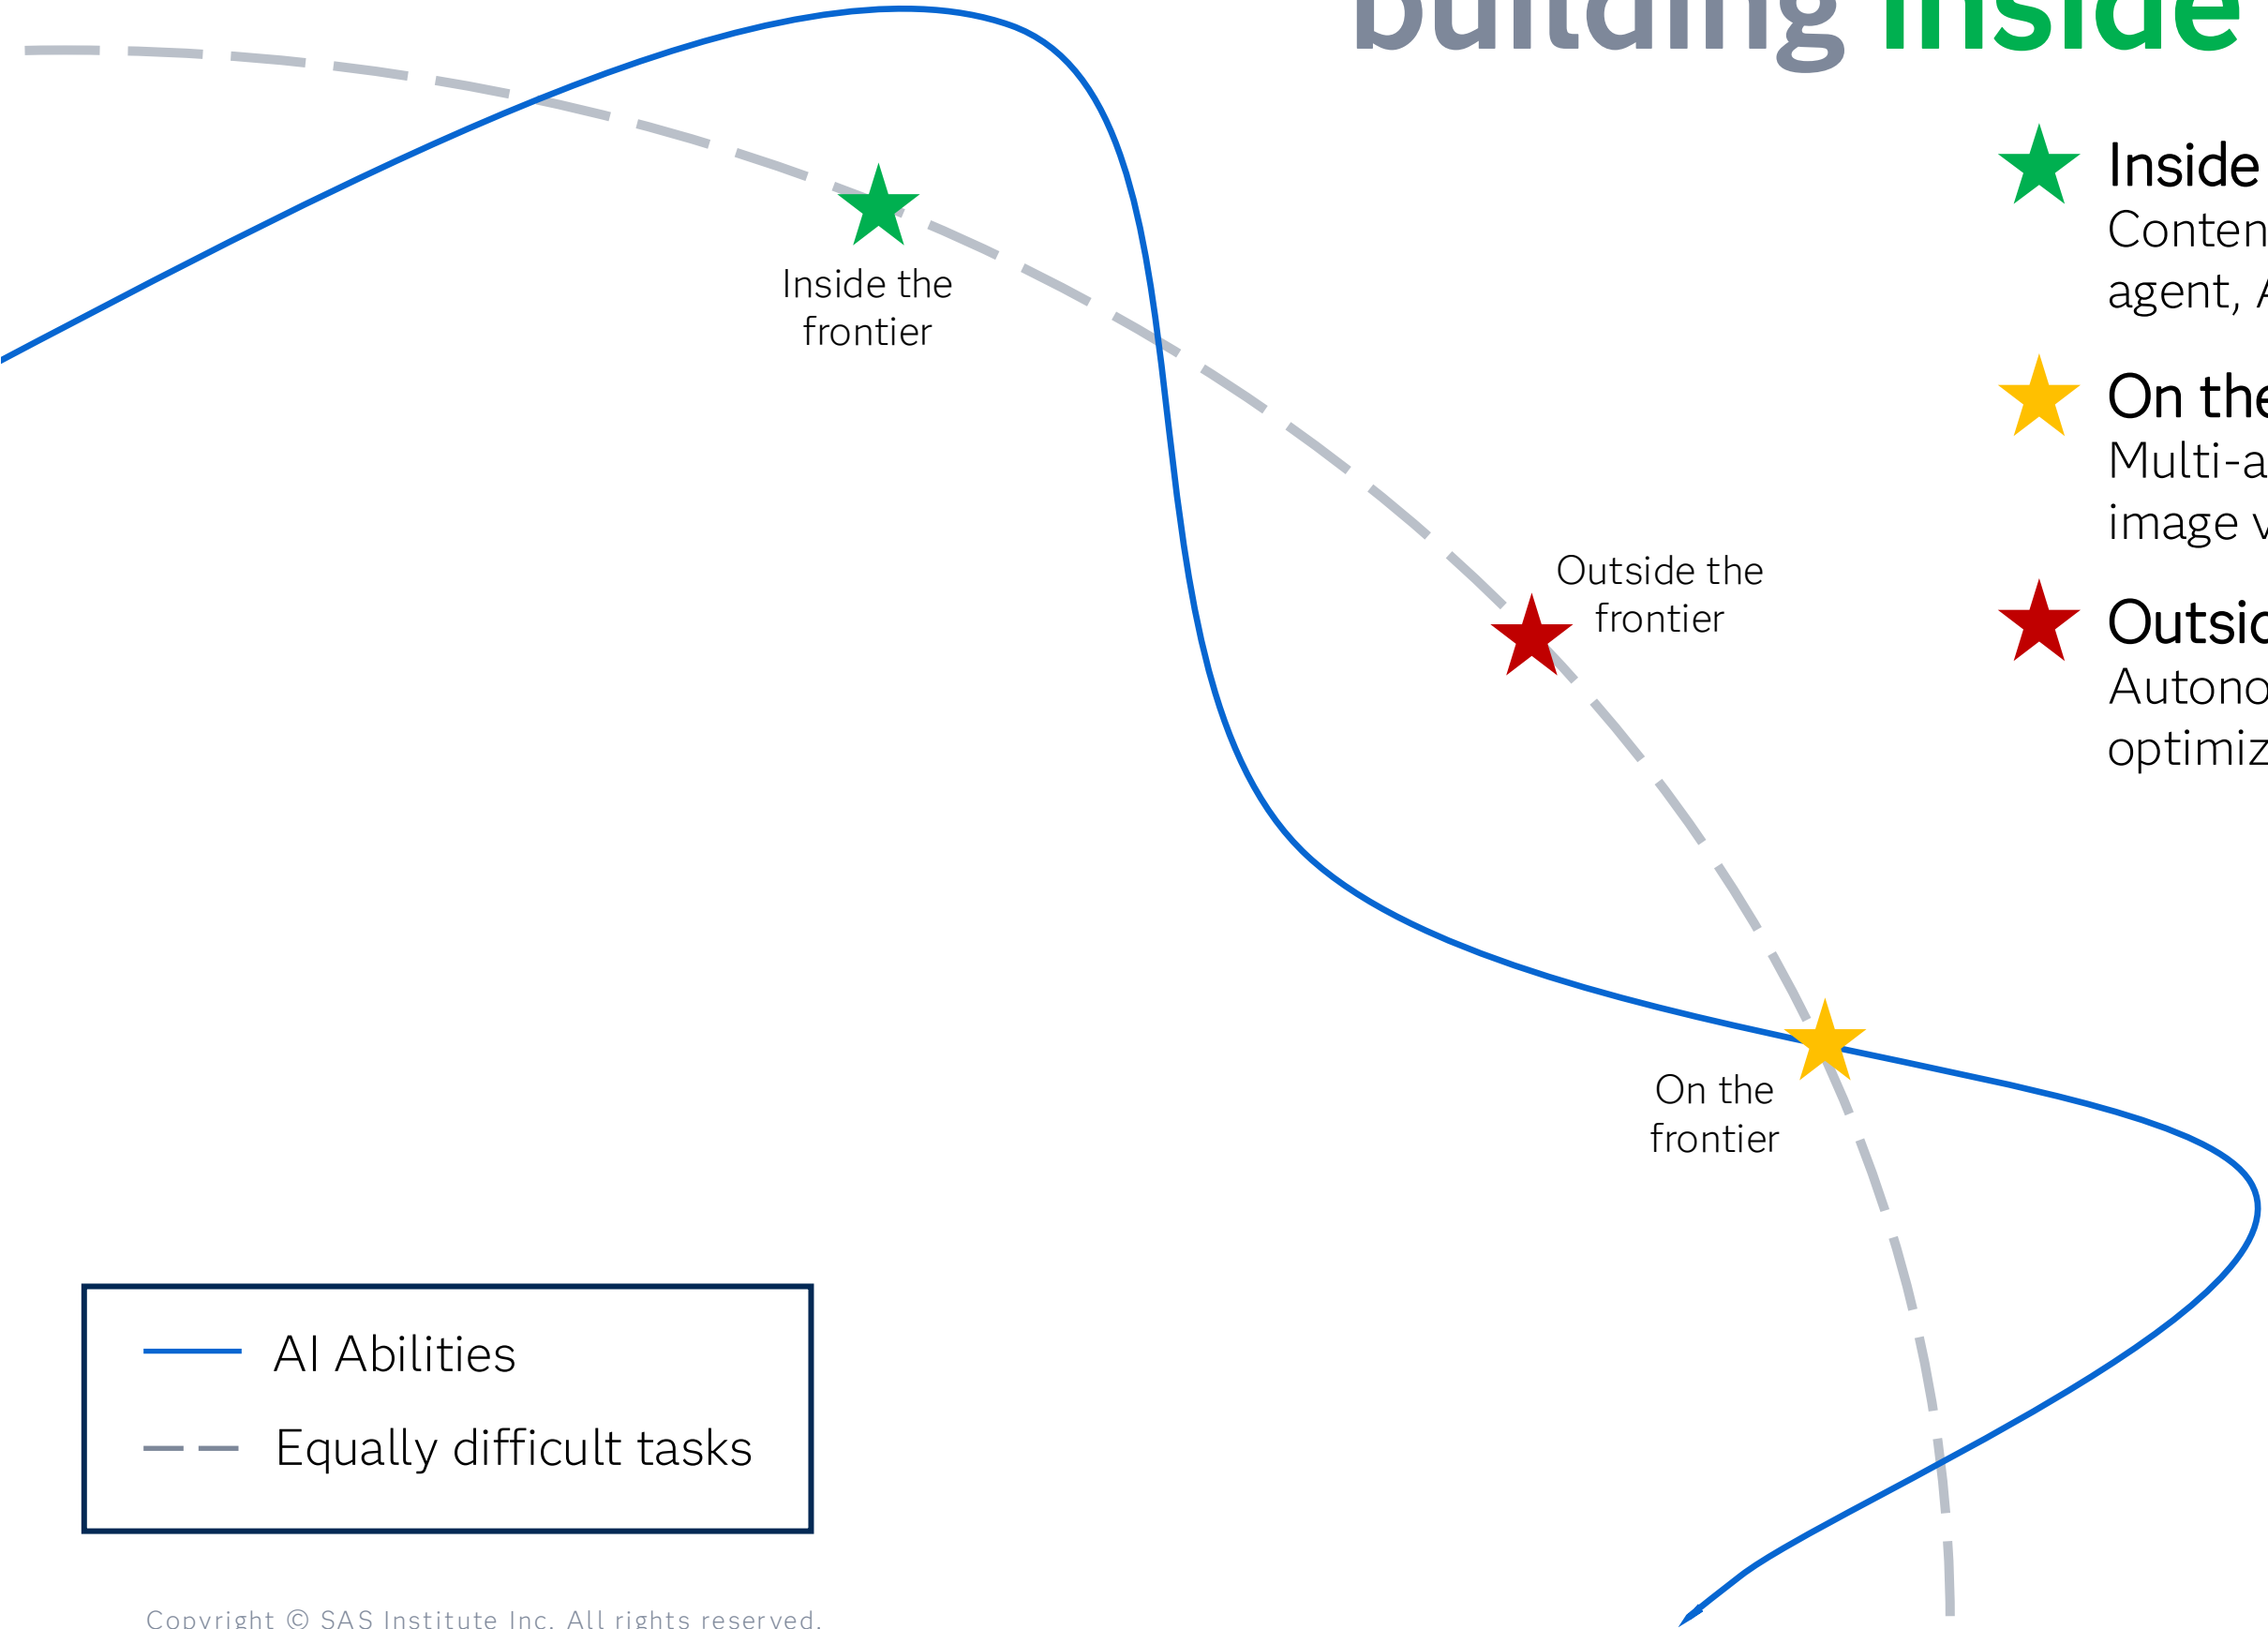 building inside
Inside the
frontier
Outside the
frontier
On the
frontier
Inside
Conten
agent, A
On the
Multi-a
image v
Outsid
Autono
optimiz
AI Abilities
Equally difficult tasks
Copyright © SAS Institute Inc. All rights reserved.